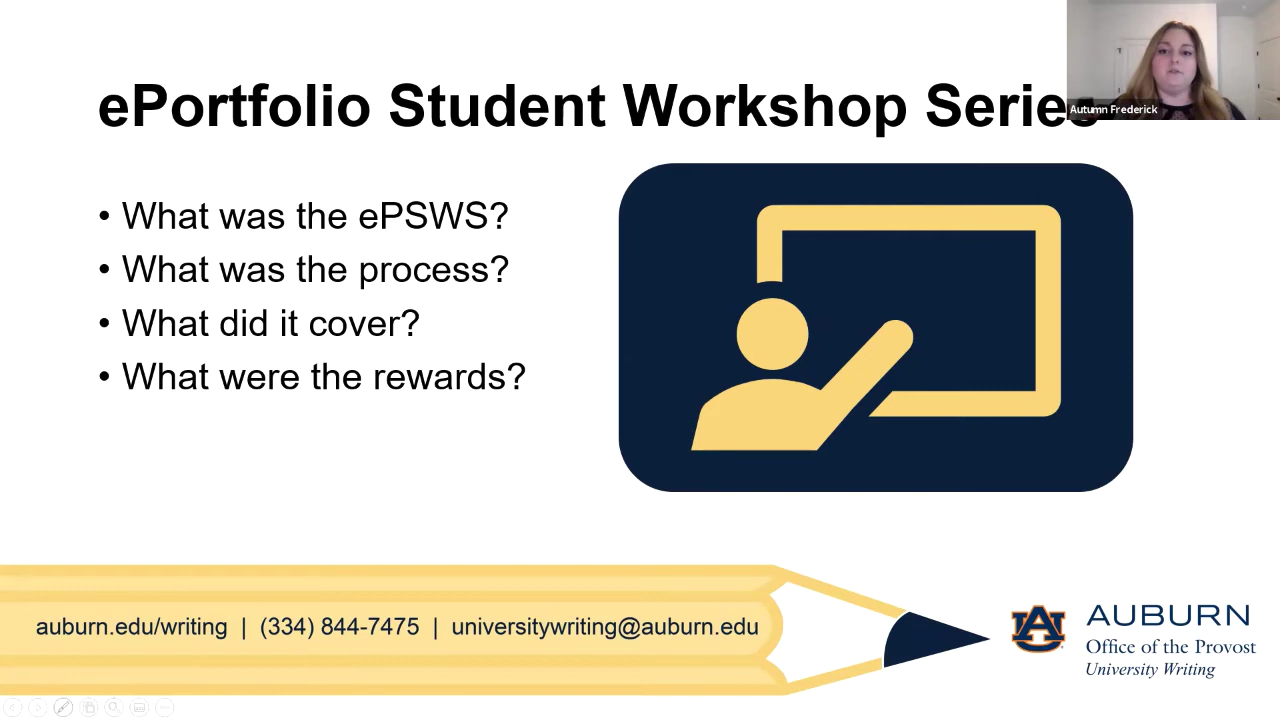 ePortfolio Student Workshop Series
Autumn Frederick
• What was the ePSWS?
• What was the process?
• What did it cover?
• What were the rewards?
auburn.edu/writing | (334) 844-7475 | universitywriting@auburn.edu
AU
AUBURN
Office of the Provost
University Writing